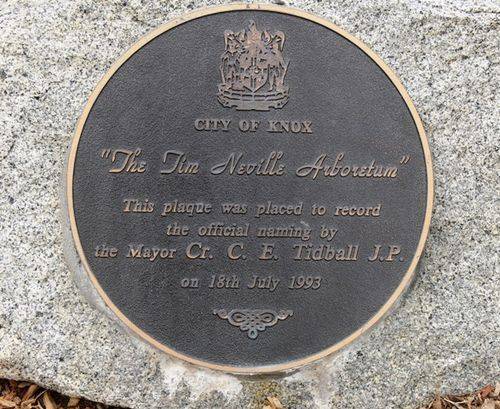 CITY OF KNOX
"The Tim Neville Arboretum"
This plaque was placed to record
the official naming by
the Mayor Cr. C. E. Tidball J.P.
on 18th July 1993